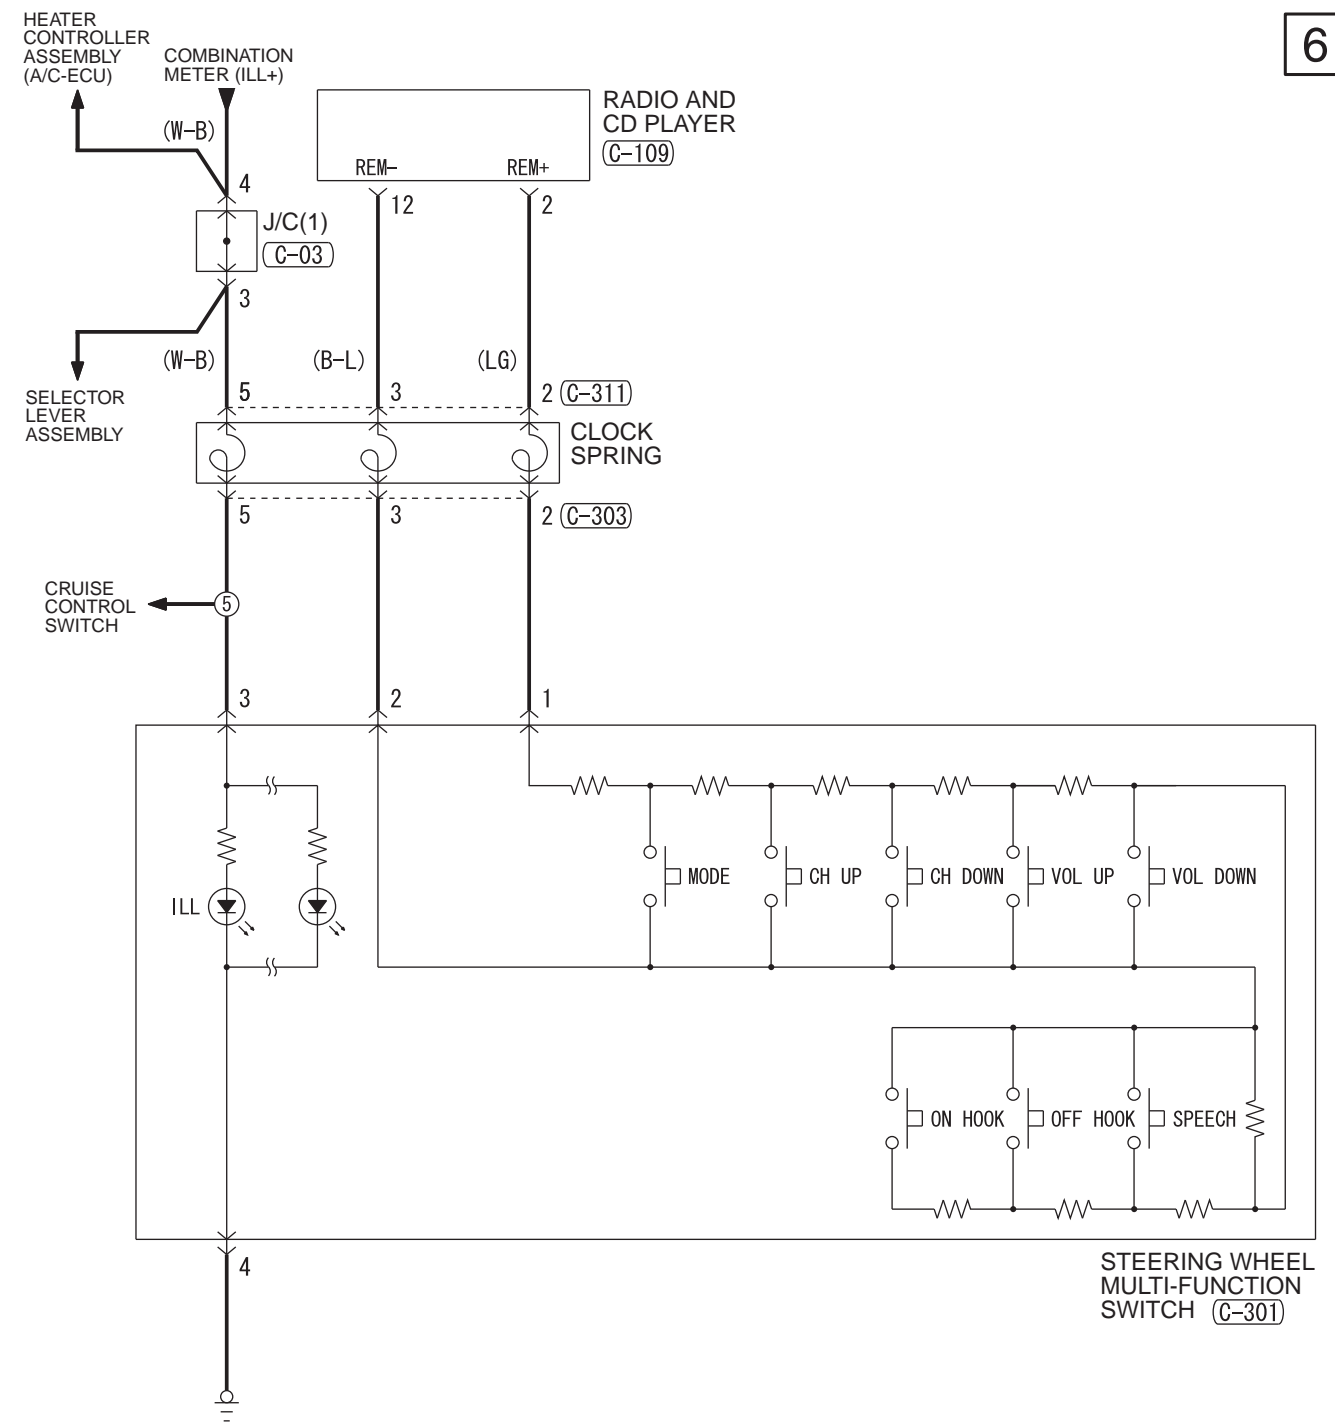 HEATER
CONTROLLER
ASSEMBLY
(A/C-ECU)
COMBINATION
METER (ILL+)
6
RADIO AND
CD PLAYER
C-109
(W-B)
REM-
REM+
4
12
2
J/C(1)
C-03
3
(W-B)
(B-L)
(LG)
5
3
2
C-311
SELECTOR
LEVER
ASSEMBLY
CLOCK
SPRING
5
3
2
C-303
CRUISE
CONTROL
SWITCH
5
3
2
1
MODE
CH UP
CH DOWN
VOL UP
VOL DOWN
ILL
ON HOOK
OFF HOOK
SPEECH
4
STEERING WHEEL
MULTI-FUNCTION
SWITCH C-301